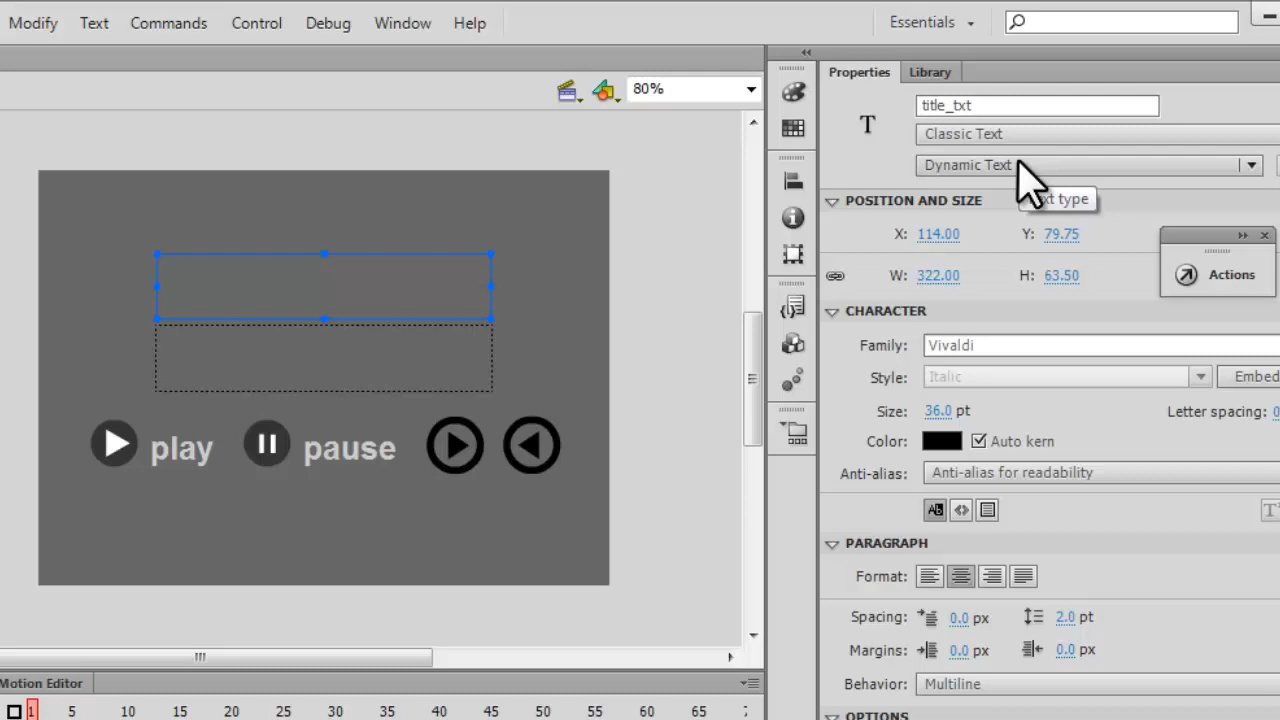 Modify Text Commands Control Debug Window Help
Essentials
80%
Properties Library
title_txt
T
Classic Text
Dynamic Text
type
POSITION AND SIZE
X: 114.00 Y: 79.75
W: 322.00 H: 63.50
Actions
CHARACTER
Family: Vivaldi
Style: Italic Embed
Size: 36.0 pt Letter spacing: 0
Color: Auto kern
Anti-alias: Anti-alias for readability
PARAGRAPH
Format:
Spacing: 0.0 px 2.0 pt
Margins: 0.0 px 0.0 px
Behavior: Multiline
OPTIONS
play pause
Motion Editor
1 5 10 15 20 25 30 35 40 45 50 55 60 65 7